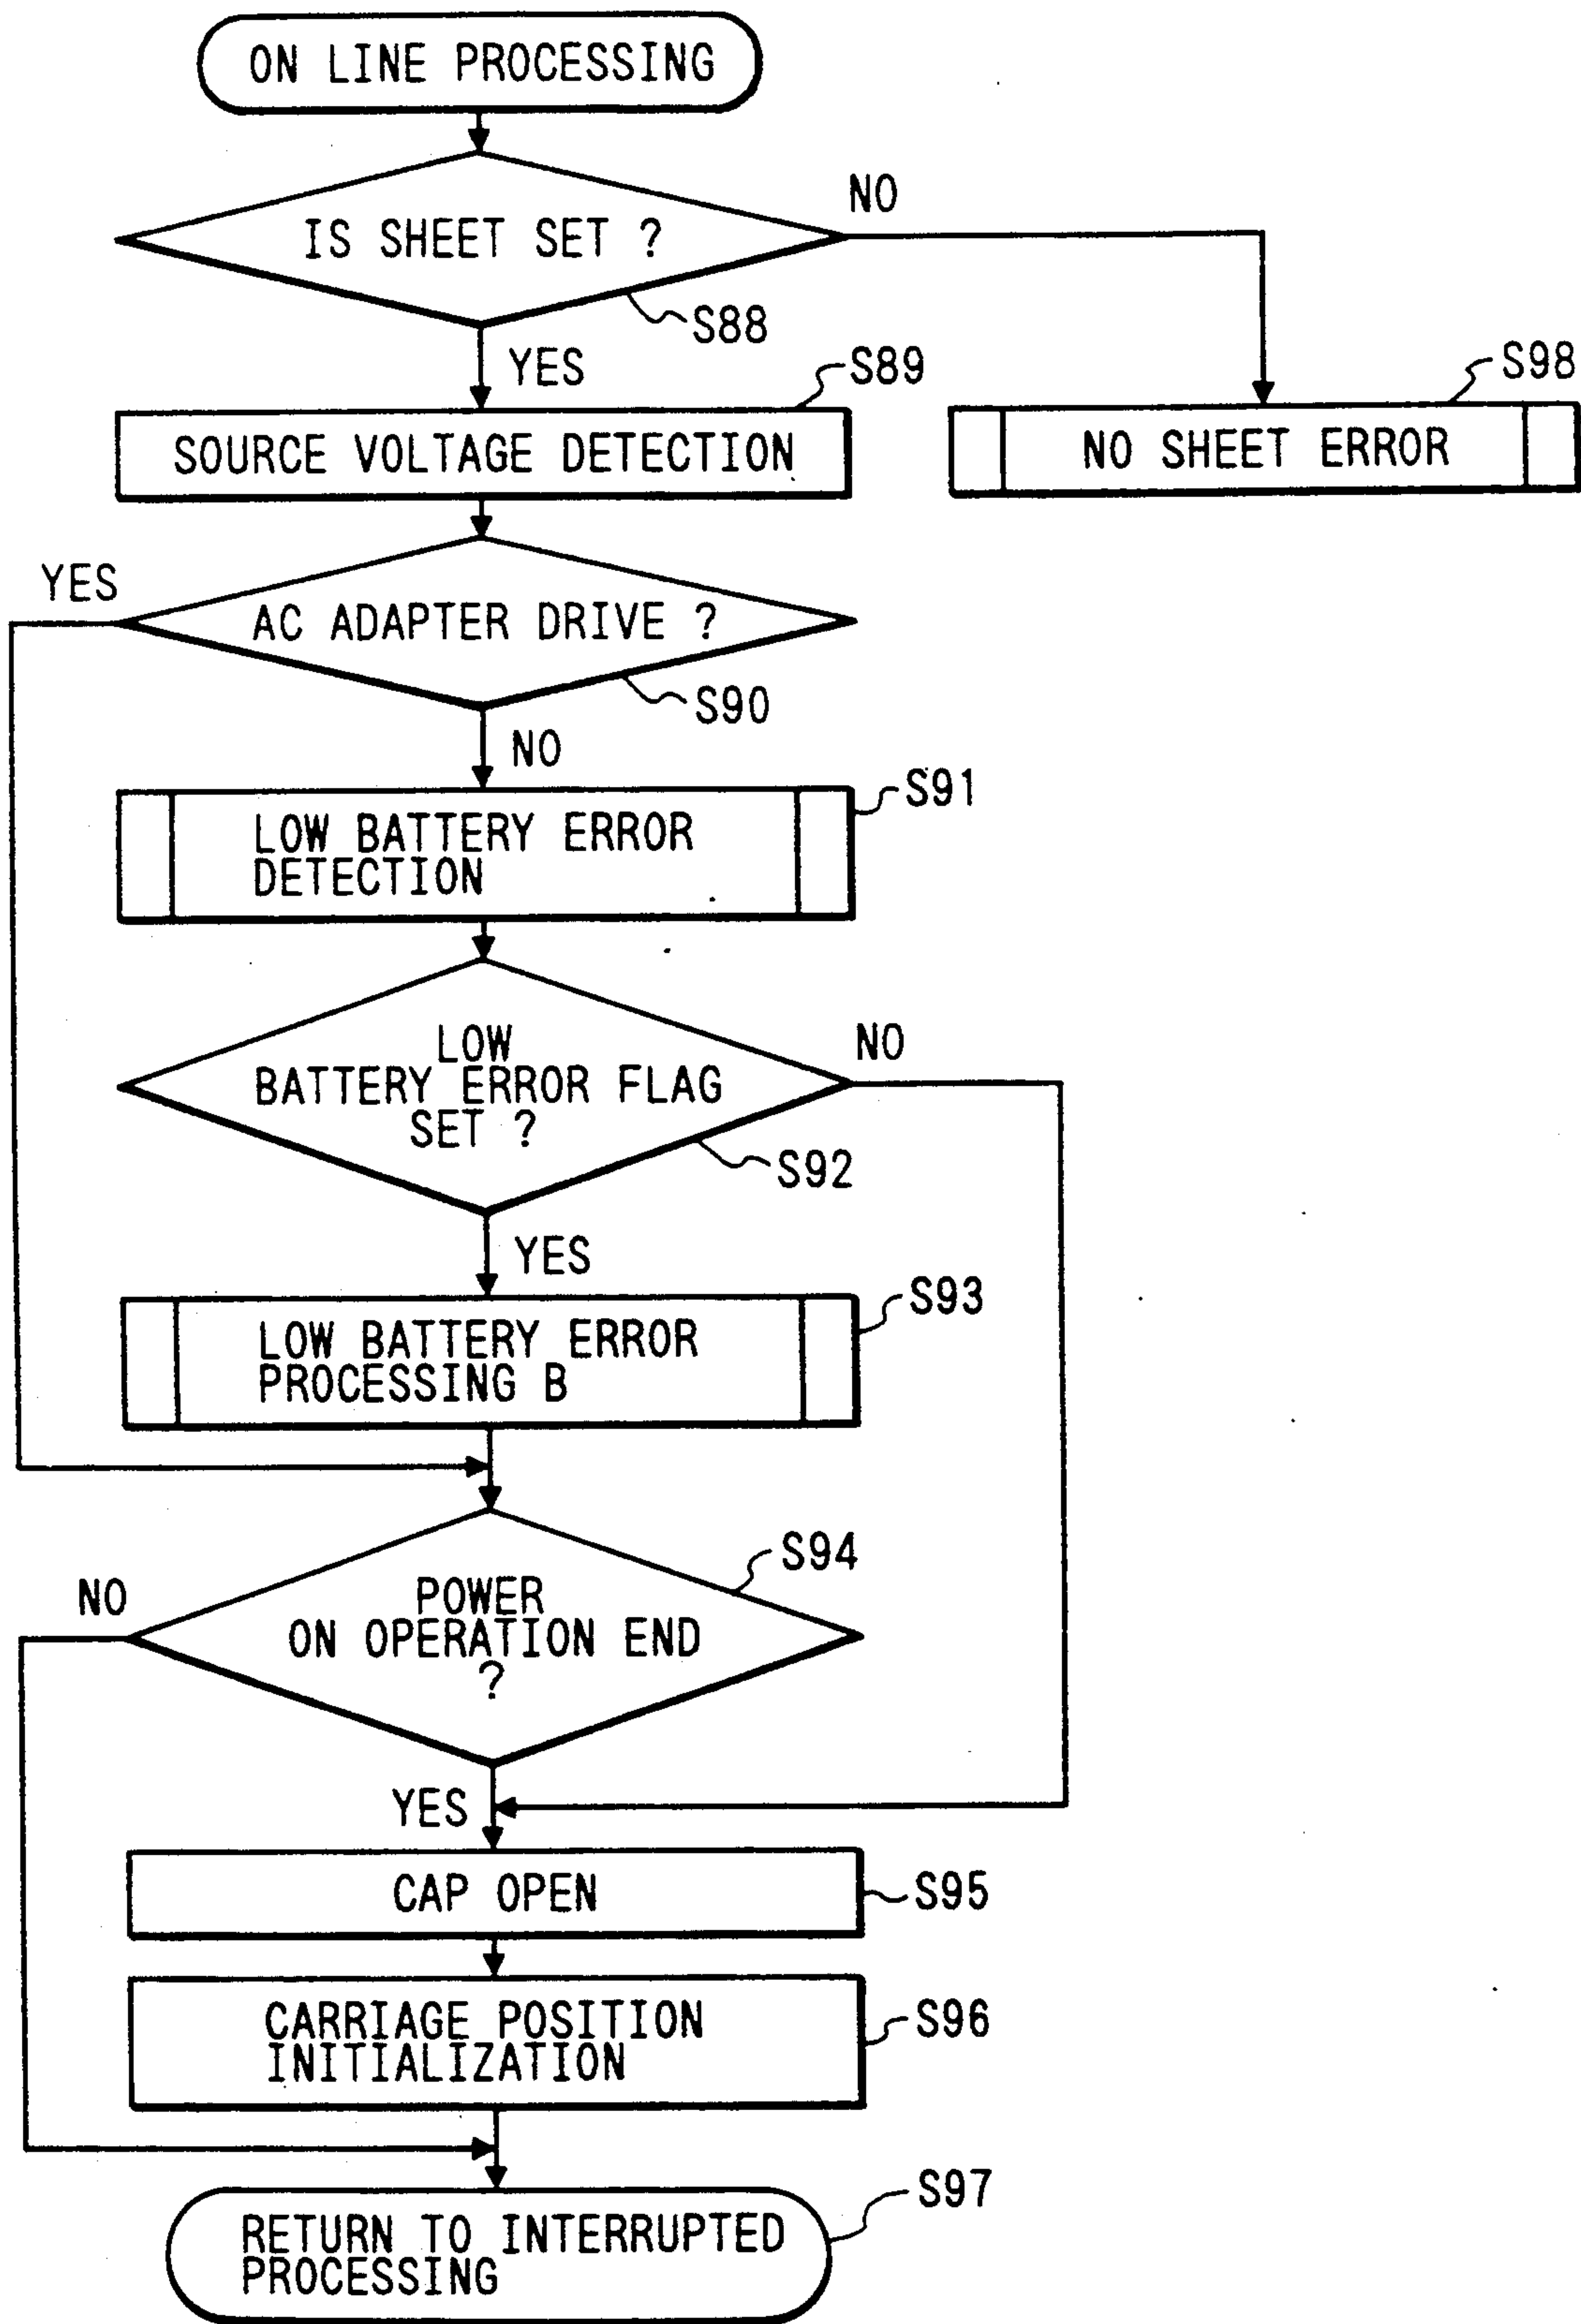 ON LINE PROCESSING
IS SHEET SET ?
NO
S88
YES
S89
S98
SOURCE VOLTAGE DETECTION
NO SHEET ERROR
YES
AC ADAPTER DRIVE ?
S90
NO
S91
LOW BATTERY ERROR
DETECTION
LOW
BATTERY ERROR FLAG
SET ?
NO
S92
YES
S93
LOW BATTERY ERROR
PROCESSING B
S94
NO
POWER
ON OPERATION END
?
YES
CAP OPEN
S95
CARRIAGE POSITION
INITIALIZATION
S96
S97
RETURN TO INTERRUPTED
PROCESSING